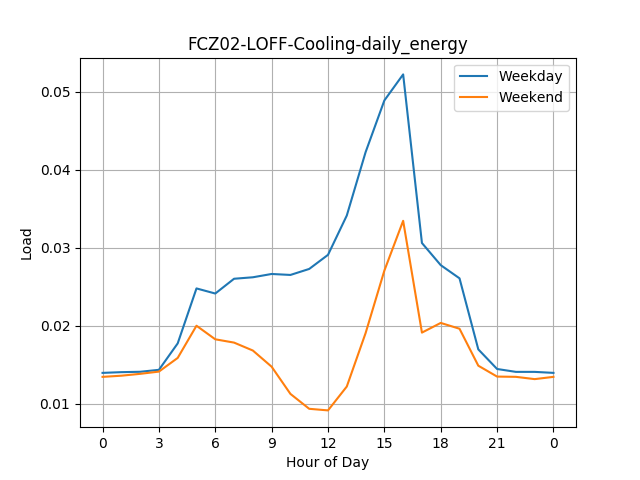 FCZ02-LOFF-Cooling-daily_energy
Weekday
Weekend
0.05
0.04
0.03
0.02
0.01
Load
0 3 6 9 12 15 18 21 0
Hour of Day